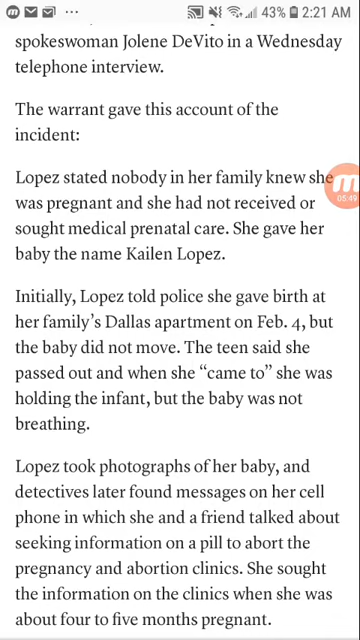 43% 2:21 AM
spokeswoman Jolene DeVito in a Wednesday
telephone interview.
The warrant gave this account of the
incident:
Lopez stated nobody in her family knew she
was pregnant and she had not received or
sought medical prenatal care. She gave her
baby the name Kailen Lopez.
05:49
Initially, Lopez told police she gave birth at
her family’s Dallas apartment on Feb. 4, but
the baby did not move. The teen said she
passed out and when she “came to” she was
holding the infant, but the baby was not
breathing.
Lopez took photographs of her baby, and
detectives later found messages on her cell
phone in which she and a friend talked about
seeking information on a pill to abort the
pregnancy and abortion clinics. She sought
the information on the clinics when she was
about four to five months pregnant.